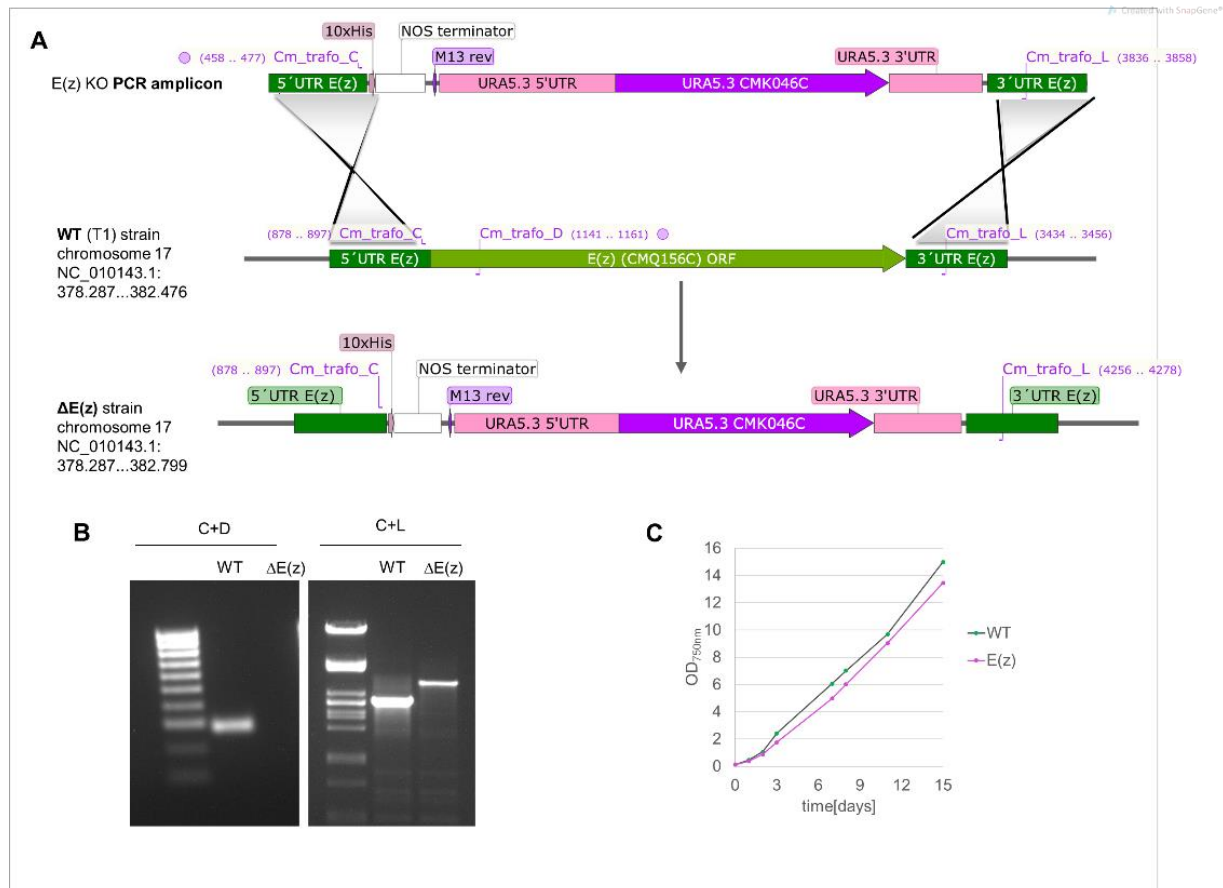 Created with SnapGene®
A
10xHis
NOS terminator
(458 .. 477) Cm_trafo_C
M13 rev
URA5.3 3'UTR
Cm_trafo_L (3836 .. 3858)
E(z) KO PCR amplicon
5´UTR E(z)
URA5.3 5'UTR
URA5.3 CMK046C
3´UTR E(z)
WT (T1) strain
chromosome 17
NC_010143.1:
378.287...382.476
(878 .. 897) Cm_trafo_C
Cm_trafo_D (1141 .. 1161)
Cm_trafo_L (3434 .. 3456)
5´UTR E(z)
E(z) (CMQ156C) ORF
3´UTR E(z)
10xHis
(878 .. 897) Cm_trafo_C
NOS terminator
Cm_trafo_L (4256 .. 4278)
5´UTR E(z)
M13 rev
URA5.3 3'UTR
3´UTR E(z)
ΔE(z) strain
chromosome 17
NC_010143.1:
378.287...382.799
URA5.3 5'UTR
URA5.3 CMK046C
B
C+D
C+L
WT
ΔE(z)
WT
ΔE(z)
C
16
14
12
10
8
6
4
2
0
OD750nm
0
3
6
9
12
15
time[days]
WT
E(z)